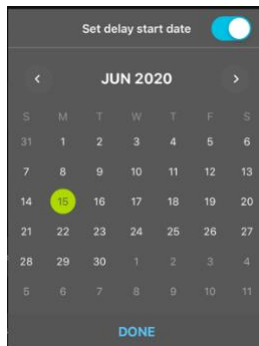 Set delay start date
< JUN 2020 >
S M T W T F S
31 1 2 3 4 5 6
7 8 9 10 11 12 13
14 15 16 17 18 19 20
21 22 23 24 25 26 27
28 29 30 1 2 3 4
5 6 7 8 9 10 11
DONE